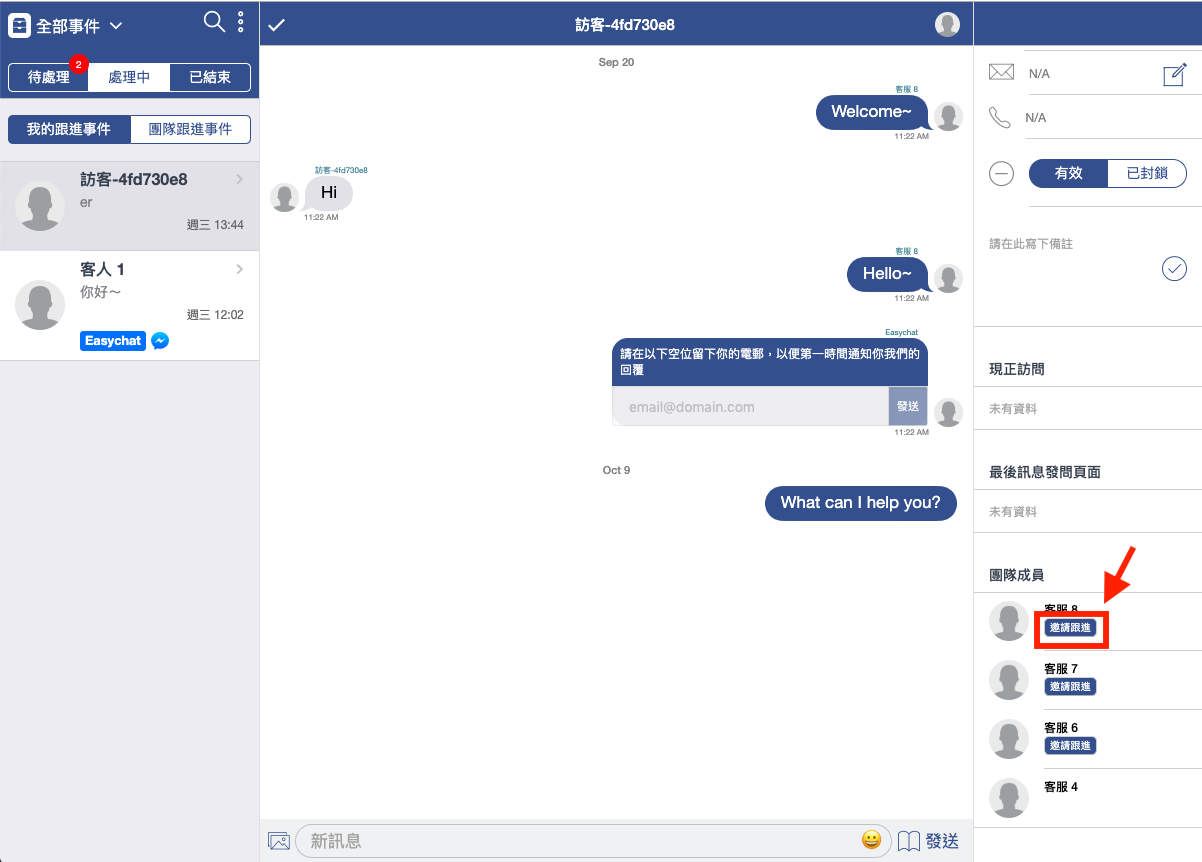 全部事件
待處理
2
處理中
已結束
我的跟進事件
團隊跟進事件
訪客-4fd730e8
er
週三 13:44
客人 1
你好～
週三 12:02
Easychat
訪客-4fd730e8
Sep 20
客服 8
Welcome~
11:22 AM
訪客-4fd730e8
Hi
11:22 AM
客服 8
Hello~
11:22 AM
Easychat
請在以下空位留下你的電郵，以便第一時間通知你我們的
回覆
email@domain.com
發送
11:22 AM
Oct 9
What can I help you?
新訊息
發送
N/A
N/A
有效
已封鎖
請在此寫下備註
現正訪問
未有資料
最後訊息發問頁面
未有資料
團隊成員
客服 8
邀請跟進
客服 7
邀請跟進
客服 6
邀請跟進
客服 4